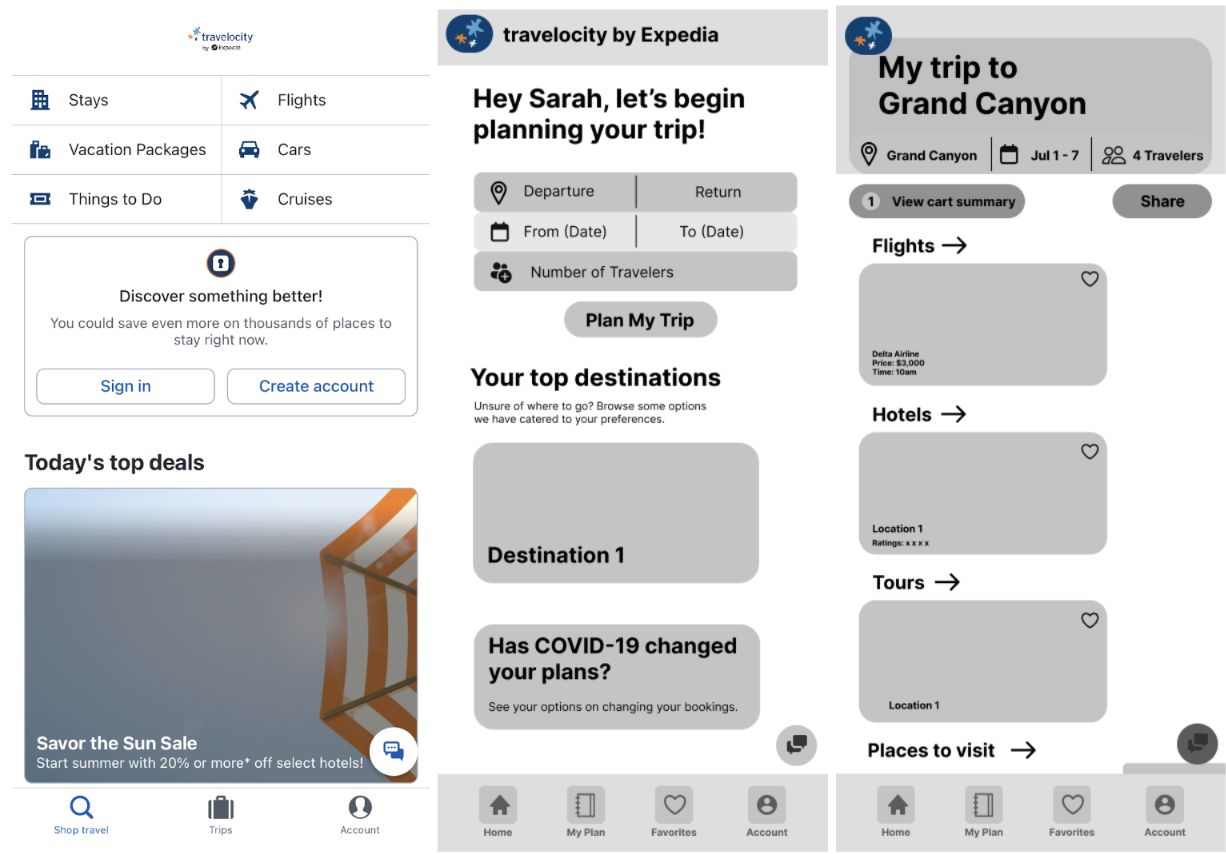 travelocity
by Expedia
Stays
Flights
Vacation Packages
Cars
Things to Do
Cruises
Discover something better!
You could save even more on thousands of places to
stay right now.
Sign in
Create account
Today's top deals
Savor the Sun Sale
Start summer with 20% or more* off select hotels!
Shop travel
Trips
Account
travelocity by Expedia
Hey Sarah, let's begin
planning your trip!
Departure
Return
From (Date)
To (Date)
Number of Travelers
Plan My Trip
Your top destinations
Unsure of where to go? Browse some options
we have catered to your preferences.
Destination 1
Has COVID-19 changed
your plans?
See your options on changing your bookings.
Home
My Plan
Favorites
Account
My trip to
Grand Canyon
Grand Canyon
Jul 1 - 7
4 Travelers
1 View cart summary
Share
Flights
Delta Airline
Price: $3,000
Time: 10am
Hotels
Location 1
Ratings: x x x x
Tours
Location 1
Places to visit
Home
My Plan
Favorites
Account